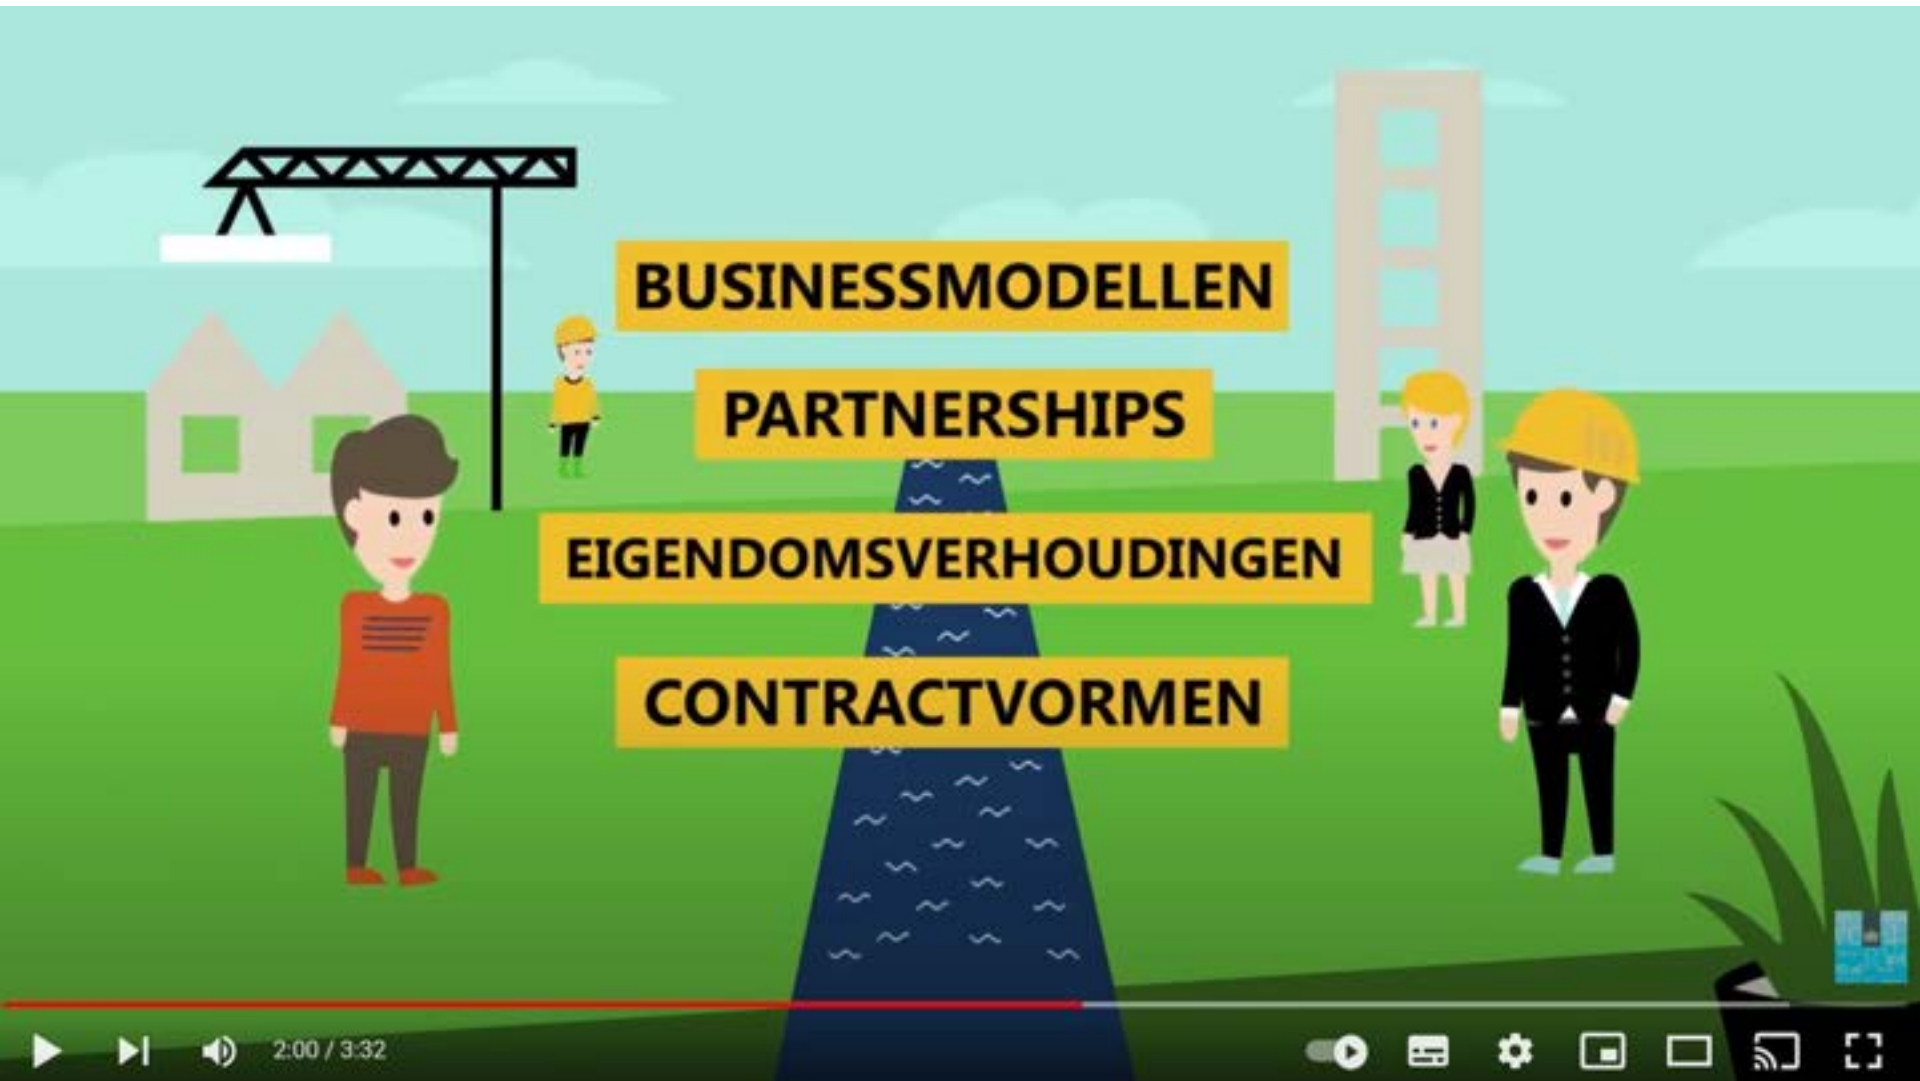 BUSINESSMODELLEN
PARTNERSHIPS
EIGENDOMSVERHOUDINGEN
CONTRACTVORMEN
2:00 / 3:32